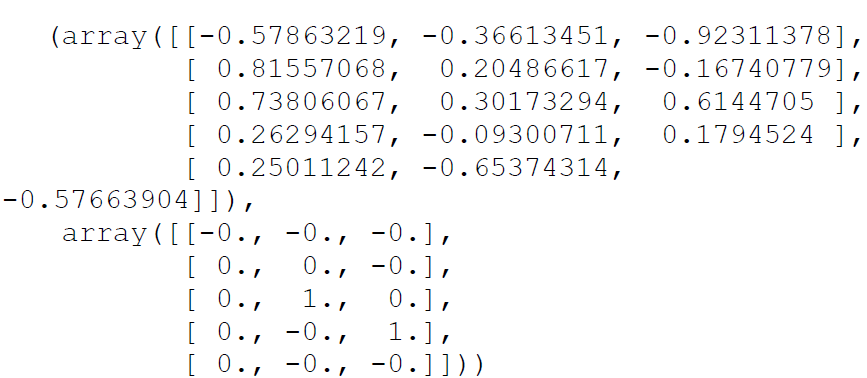 (array([[-0.57863219, -0.36613451, -0.92311378],
[ 0.81557068, 0.20486617, -0.16740779],
[ 0.73806067, 0.30173294, 0.6144705 ],
[ 0.26294157, -0.09300711, 0.1794524 ],
[ 0.25011242, -0.65374314,
-0.57663904]]),
array([[-0., -0., -0.],
[ 0., 0., -0.],
[ 0., 1., 0.],
[ 0., -0., 1.],
[ 0., -0., -0.]]))